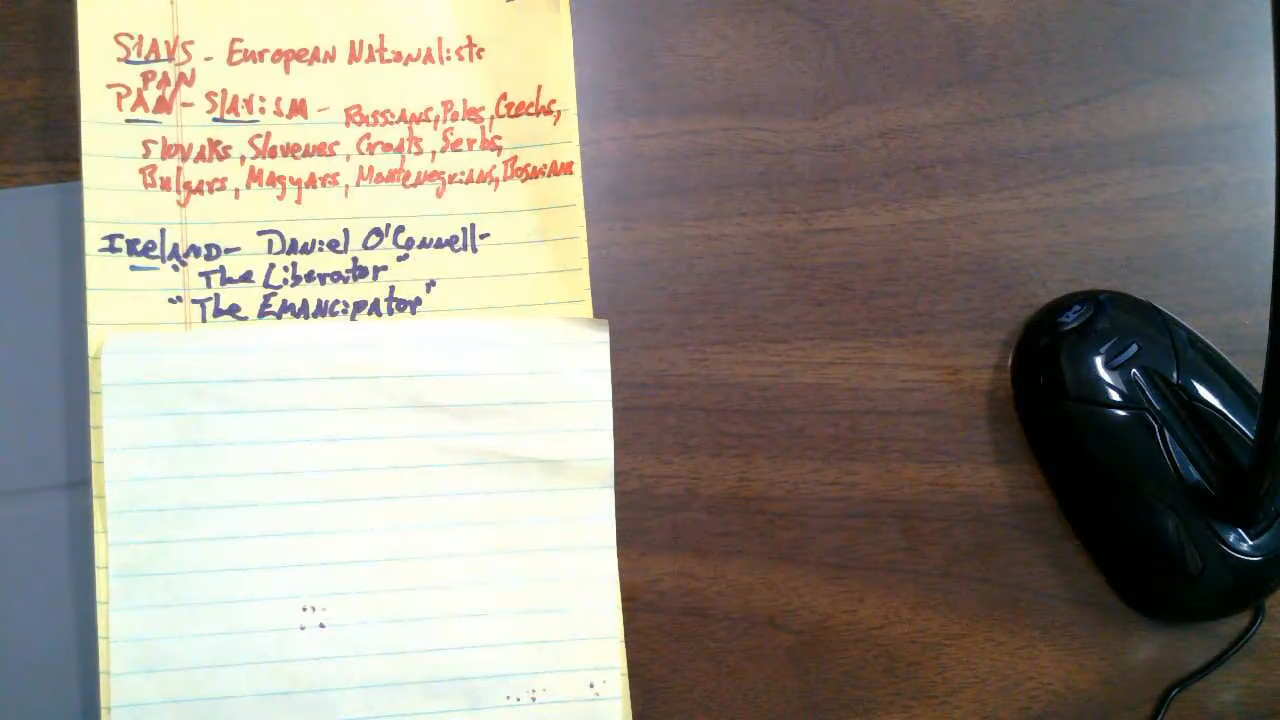 SlAVS - EuropeAN NAtionAlists
PAN
PAN - SlAVisM - RussiANs, Poles, Czechs,
SlovAKs, Slovenes, CroAts, Serbs,
BulgArs, MAgyArs, MonteNegriANs, BosNiANs
IRelAND - DANiel O'Connell -
"The LiberAtor"
"The EMANcipAtor"